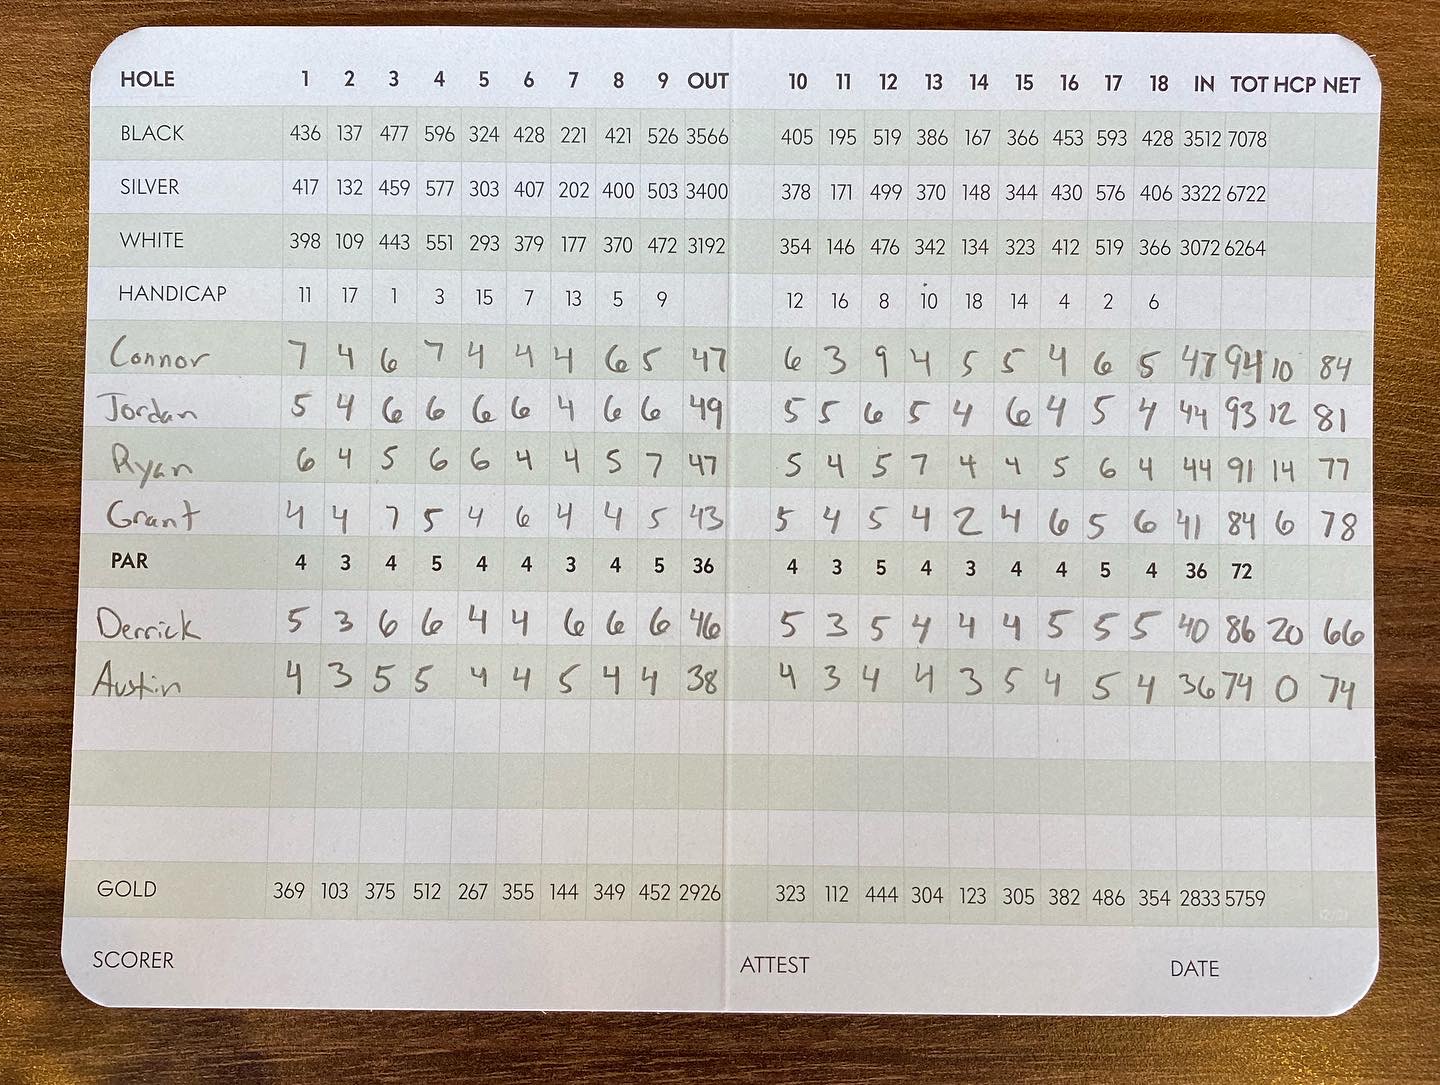 HOLE 1 2 3 4 5 6 7 8 9 OUT 10 11 12 13 14 15 16 17 18 IN TOT HCP NET
BLACK 436 137 477 596 324 428 221 421 526 3566 405 195 519 386 167 366 453 593 428 3512 7078
SILVER 417 132 459 577 303 407 202 400 503 3400 378 171 499 370 148 344 430 576 406 3322 6722
WHITE 398 109 443 551 293 379 177 370 472 3192 354 146 476 342 134 323 412 519 366 3072 6264
HANDICAP 11 17 1 3 15 7 13 5 9 12 16 8 10 18 14 4 2 6
Connor 7 4 6 7 4 4 4 6 5 47 6 3 9 4 5 5 4 6 5 47 94 10 84
Jordan 5 4 6 6 6 6 4 6 6 49 5 5 6 5 4 6 4 5 4 44 93 12 81
Ryan 6 4 5 6 6 4 4 5 7 47 5 4 5 7 4 4 5 6 4 44 91 14 77
Grant 4 4 7 5 4 6 4 4 5 43 5 4 5 4 2 4 6 5 6 41 84 6 78
PAR 4 3 4 5 4 4 3 4 5 36 4 3 5 4 3 4 4 5 4 36 72
Derrick 5 3 6 6 4 4 6 6 6 46 5 3 5 4 4 4 5 5 5 40 86 20 66
Austin 4 3 5 5 4 4 5 4 4 38 4 3 4 4 3 5 4 5 4 36 74 0 74
GOLD 369 103 375 512 267 355 144 349 452 2926 323 112 444 304 123 305 382 486 354 2833 5759
SCORER ATTEST DATE